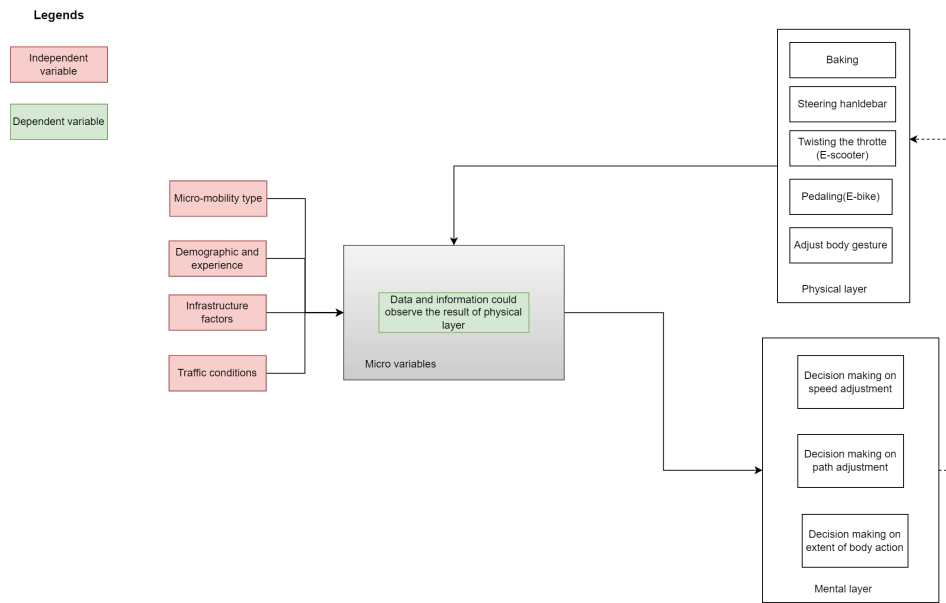 Legends
Independent
variable
Dependent variable
Micro-mobility type
Demographic and
experience
Infrastructure
factors
Traffic conditions
Data and information could
observe the result of physical
layer
Micro variables
Baking
Steering hanldebar
Twisting the throtte
(E-scooter)
Pedaling(E-bike)
Adjust body gesture
Physical layer
Decision making on
speed adjustment
Decision making on
path adjustment
Decision making on
extent of body action
Mental layer